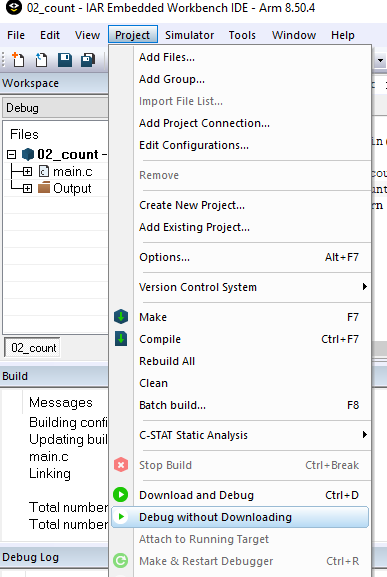 02_count - IAR Embedded Workbench IDE - Arm 8.50.4
File Edit View Project Simulator Tools Window Help
Workspace
Debug
Files
02_count -
main.c
Output
02_count
Add Files...
Add Group...
Import File List...
Add Project Connection...
Edit Configurations...
Remove
Create New Project...
Add Existing Project...
Options... Alt+F7
Version Control System
Make F7
Compile Ctrl+F7
Rebuild All
Clean
Batch build... F8
C-STAT Static Analysis
Stop Build Ctrl+Break
Download and Debug Ctrl+D
Debug without Downloading
Attach to Running Target
Make & Restart Debugger Ctrl+R
Build
Messages
Building confi
Updating buil
main.c
Linking
Total number
Total number
Debug Log